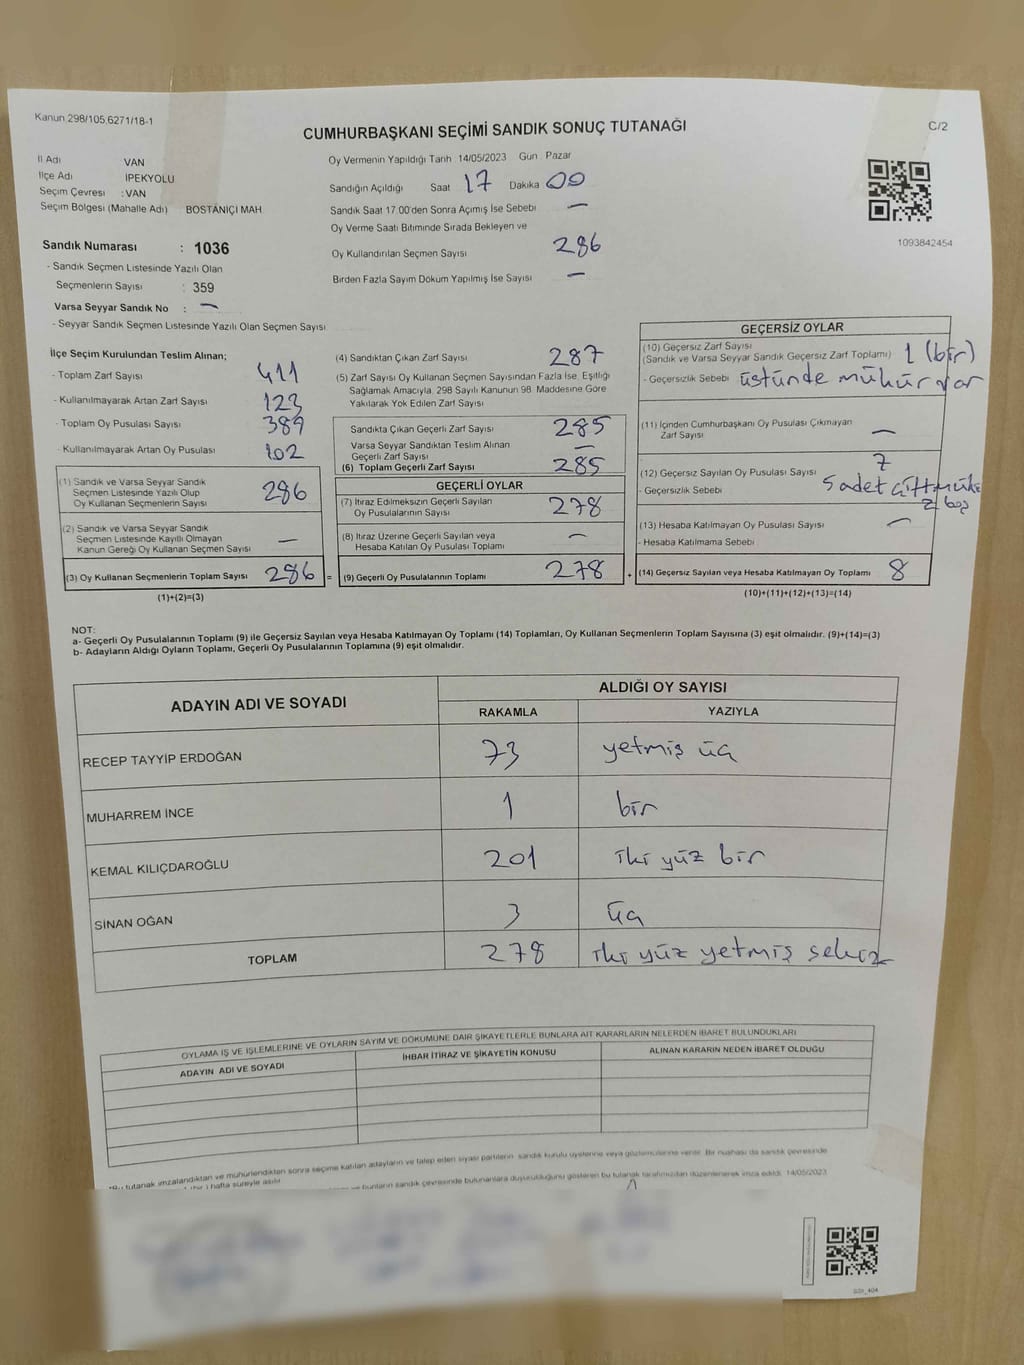 Kanun 298/105,6271/18-1
CUMHURBAŞKANI SEÇİMİ SANDIK SONUÇ TUTANAĞI
C/2
İl Adı VAN
İlçe Adı İPEKYOLU
Seçim Çevresi : VAN
Seçim Bölgesi (Mahalle Adı) BOSTANİÇİ MAH
Oy Vermenin Yapıldığı Tarih 14/05/2023 Gün : Pazar
Sandığın Açıldığı Saat 17 Dakika 00
Sandık Saat 17.00'den Sonra Açımış İse Sebebi —
Oy Verme Saati Bitiminde Sırada Bekleyen ve
Oy Kullandırılan Seçmen Sayısı 286
Birden Fazla Sayım Döküm Yapılmış İse Sayısı —
1093842454
Sandık Numarası : 1036
- Sandık Seçmen Listesinde Yazılı Olan
Seçmenlerin Sayısı : 359
Varsa Seyyar Sandık No : —
- Seyyar Sandık Seçmen Listesinde Yazılı Olan Seçmen Sayısı
İlçe Seçim Kurulundan Teslim Alınan;
- Toplam Zarf Sayısı 411
- Kullanılmayarak Artan Zarf Sayısı 123
- Toplam Oy Pusulası Sayısı 389
- Kullanılmayarak Artan Oy Pusulası 102
(1) Sandık ve Varsa Seyyar Sandık
Seçmen Listesinde Yazılı Olup
Oy Kullanan Seçmenlerin Sayısı 286
(2) Sandık ve Varsa Seyyar Sandık
Seçmen Listesinde Kayıtlı Olmayan
Kanun Gereği Oy Kullanan Seçmen Sayısı —
(3) Oy Kullanan Seçmenlerin Toplam Sayısı 286 =
(1)+(2)=(3)
(4) Sandıktan Çıkan Zarf Sayısı 287
(5) Zarf Sayısı Oy Kullanan Seçmen Sayısından Fazla İse, Eşitliği
Sağlamak Amacıyla, 298 Sayılı Kanunun 98. Maddesine Göre
Yakılarak Yok Edilen Zarf Sayısı
Sandıkta Çıkan Geçerli Zarf Sayısı 285
Varsa Seyyar Sandıktan Teslim Alınan
Geçerli Zarf Sayısı —
(6) Toplam Geçerli Zarf Sayısı 285
GEÇERLİ OYLAR
(7) İtiraz Edilmeksizin Geçerli Sayılan
Oy Pusulalarının Sayısı 278
(8) İtiraz Üzerine Geçerli Sayılan veya
Hesaba Katılan Oy Pusulası Toplamı —
(9) Geçerli Oy Pusulalarının Toplamı 278 +
GEÇERSİZ OYLAR
(10) Geçersiz Zarf Sayısı
(Sandık ve Varsa Seyyar Sandık Geçersiz Zarf Toplamı) 1 (bir)
- Geçersizlik Sebebi üstünde mühür var
(11) İçinden Cumhurbaşkanı Oy Pusulası Çıkmayan
Zarf Sayısı —
(12) Geçersiz Sayılan Oy Pusulası Sayısı 7
- Geçersizlik Sebebi 5 adet çift
2 boş
(13) Hesaba Katılmayan Oy Pusulası Sayısı —
- Hesaba Katılmama Sebebi
(14) Geçersiz Sayılan veya Hesaba Katılmayan Oy Toplamı 8
(10)+(11)+(12)+(13)=(14)
NOT:
a- Geçerli Oy Pusulalarının Toplamı (9) ile Geçersiz Sayılan veya Hesaba Katılmayan Oy Toplamı (14) Toplamları, Oy Kullanan Seçmenlerin Toplam Sayısına (3) eşit olmalıdır. (9)+(14)=(3)
b- Adayların Aldığı Oyların Toplamı, Geçerli Oy Pusulalarının Toplamına (9) eşit olmalıdır.
ADAYIN ADI VE SOYADI
ALDIĞI OY SAYISI
RAKAMLA YAZIYLA
RECEP TAYYİP ERDOĞAN 73 yetmiş üç
MUHARREM İNCE 1 bir
KEMAL KILIÇDAROĞLU 201 iki yüz bir
SİNAN OĞAN 3 üç
TOPLAM 278 iki yüz yetmiş sekiz
OYLAMA İŞ VE İŞLEMLERİNE VE OYLARIN SAYIM VE DÖKÜMÜNE DAİR ŞİKAYETLERLE BUNLARA AİT KARARLARIN NELERDEN İBARET BULUNDUKLARI
ADAYIN ADI VE SOYADI İHBAR İTİRAZ VE ŞİKAYETİN KONUSU ALINAN KARARIN NEDEN İBARET OLDUĞU
*Bu tutanak imzalandıktan ve mühürlendikten sonra seçime katılan adayların ve talep eden siyasi partilerin sandık kurulu üyelerine veya gözlemcilerine verilir. Bir nüshası da sandık çevresinde
hafta süreyle asılır
ve bunların sandık çevresinde bulunanlara duyurulduğunu gösteren bu tutanak tarafımızdan düzenlenerek imza edildi. 14/05/2023